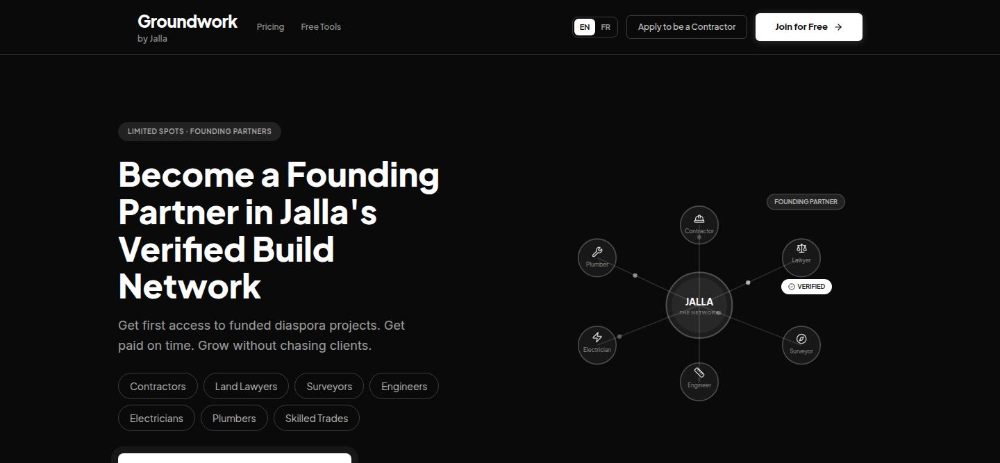 Groundwork
by Jalla
Pricing
Free Tools
EN
FR
Apply to be a Contractor
Join for Free
LIMITED SPOTS · FOUNDING PARTNERS
Become a Founding
Partner in Jalla's
Verified Build
Network
Get first access to funded diaspora projects. Get
paid on time. Grow without chasing clients.
Contractors
Land Lawyers
Surveyors
Engineers
Electricians
Plumbers
Skilled Trades
FOUNDING PARTNER
Contractor
Plumber
Lawyer
VERIFIED
JALLA
THE NETWORK
Electrician
Surveyor
Engineer